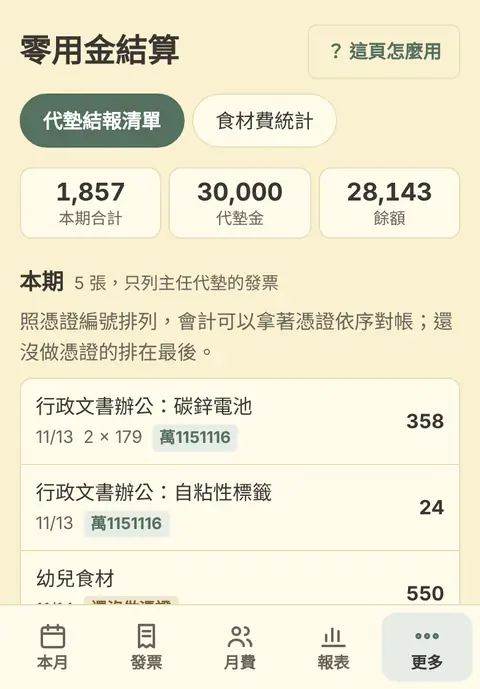 零用金結算
? 這頁怎麼用
代墊結報清單
食材費統計
1,857
本期合計
30,000
代墊金
28,143
餘額
本期 5 張，只列主任代墊的發票
照憑證編號排列，會計可以拿著憑證依序對帳；還
沒做憑證的排在最後。
行政文書辦公：碳鋅電池
358
11/13 2 × 179 萬1151116
行政文書辦公：自粘性標籤
24
11/13 萬1151116
幼兒食材
550
本月
發票
月費
報表
更多